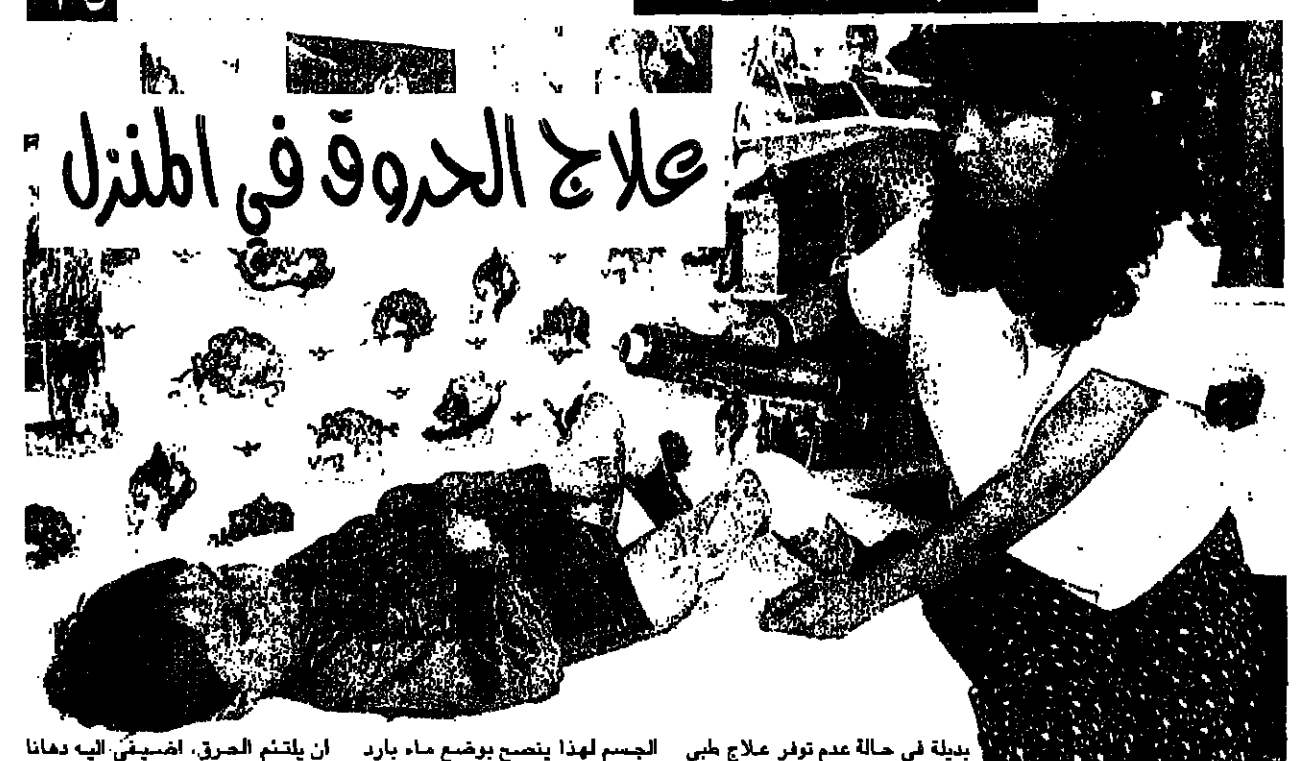 علاج الحروق في المنزل
بديلة في حالة عدم توفر علاج طبي
الجسم لهذا ينصح بوضع ماء بارد
ان يلتئم الحرق، اضيفي اليه دهانا